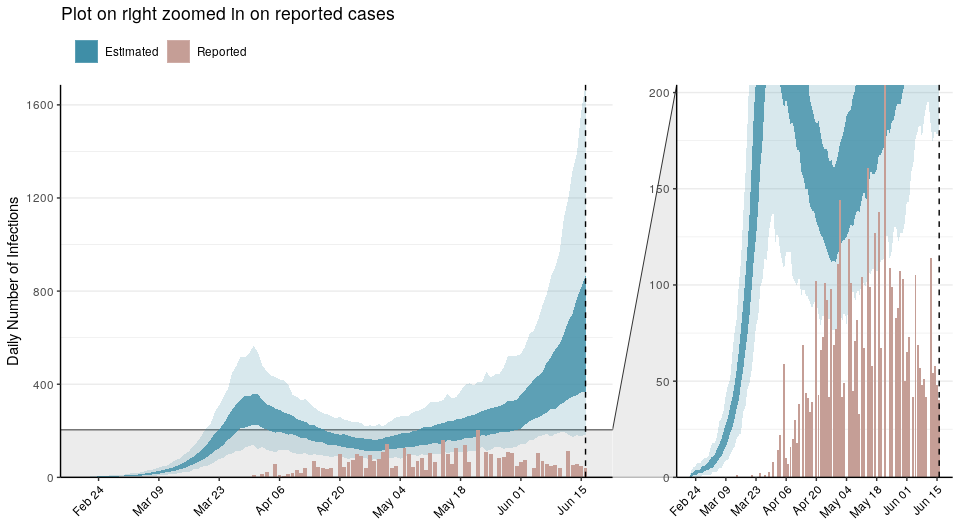 Plot on right zoomed in on reported cases
Estimated Reported
Daily Number of Infections
1600
1200
800
400
0
Feb 24 Mar 09 Mar 23 Apr 06 Apr 20 May 04 May 18 Jun 01 Jun 15
200
150
100
50
0
Feb 24 Mar 09 Mar 23 Apr 06 Apr 20 May 04 May 18 Jun 01 Jun 15